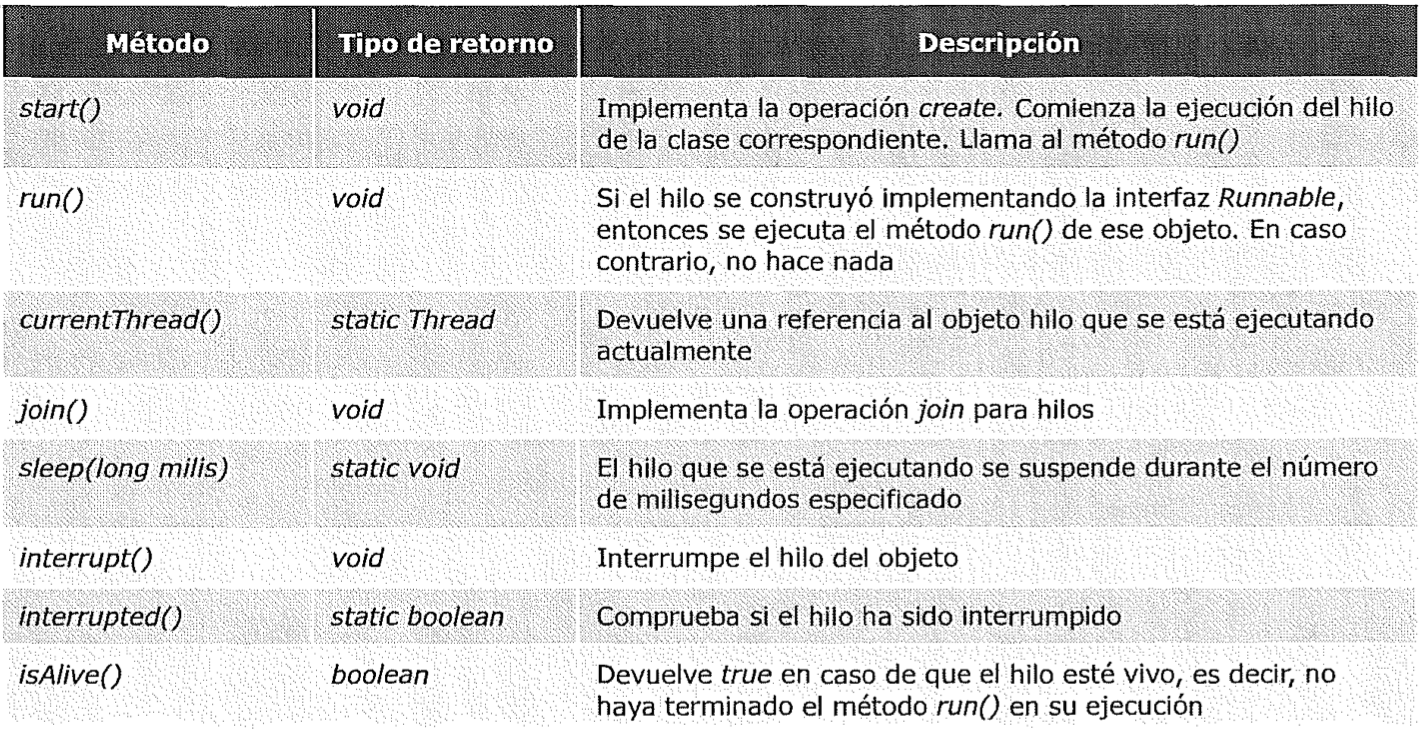 Método Tipo de retorno Descripción
start() void Implementa la operación create. Comienza la ejecución del hilo
de la clase correspondiente. Llama al método run()
run() void Si el hilo se construyó implementando la interfaz Runnable,
entonces se ejecuta el método run() de ese objeto. En caso
contrario, no hace nada
currentThread() static Thread Devuelve una referencia al objeto hilo que se está ejecutando
actualmente
join() void Implementa la operación join para hilos
sleep(long milis) static void El hilo que se está ejecutando se suspende durante el número
de milisegundos especificado
interrupt() void Interrumpe el hilo del objeto
interrupted() static boolean Comprueba si el hilo ha sido interrumpido
isAlive() boolean Devuelve true en caso de que el hilo esté vivo, es decir, no
haya terminado el método run() en su ejecución